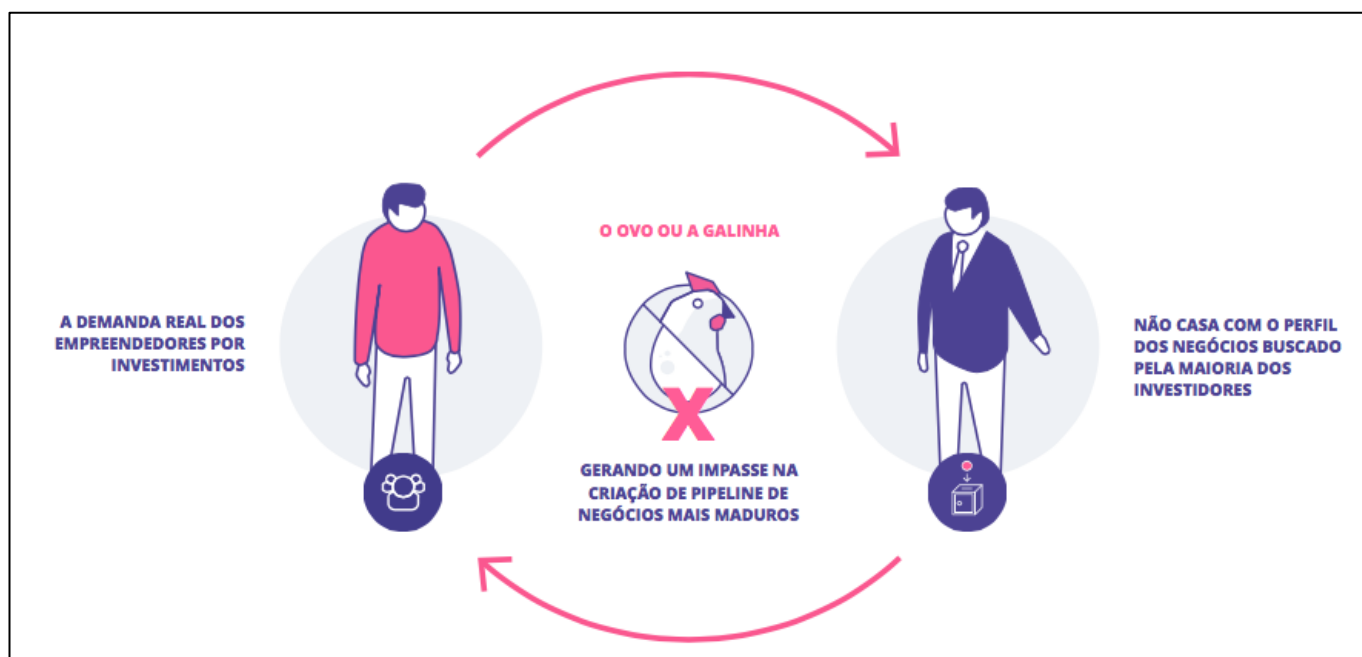 O OVO OU A GALINHA
A DEMANDA REAL DOS
EMPREENDEDORES POR
INVESTIMENTOS
NÃO CASA COM O PERFIL
DOS NEGÓCIOS BUSCADO
PELA MAIORIA DOS
INVESTIDORES
X
GERANDO UM IMPASSE NA
CRIAÇÃO DE PIPELINE DE
NEGÓCIOS MAIS MADUROS